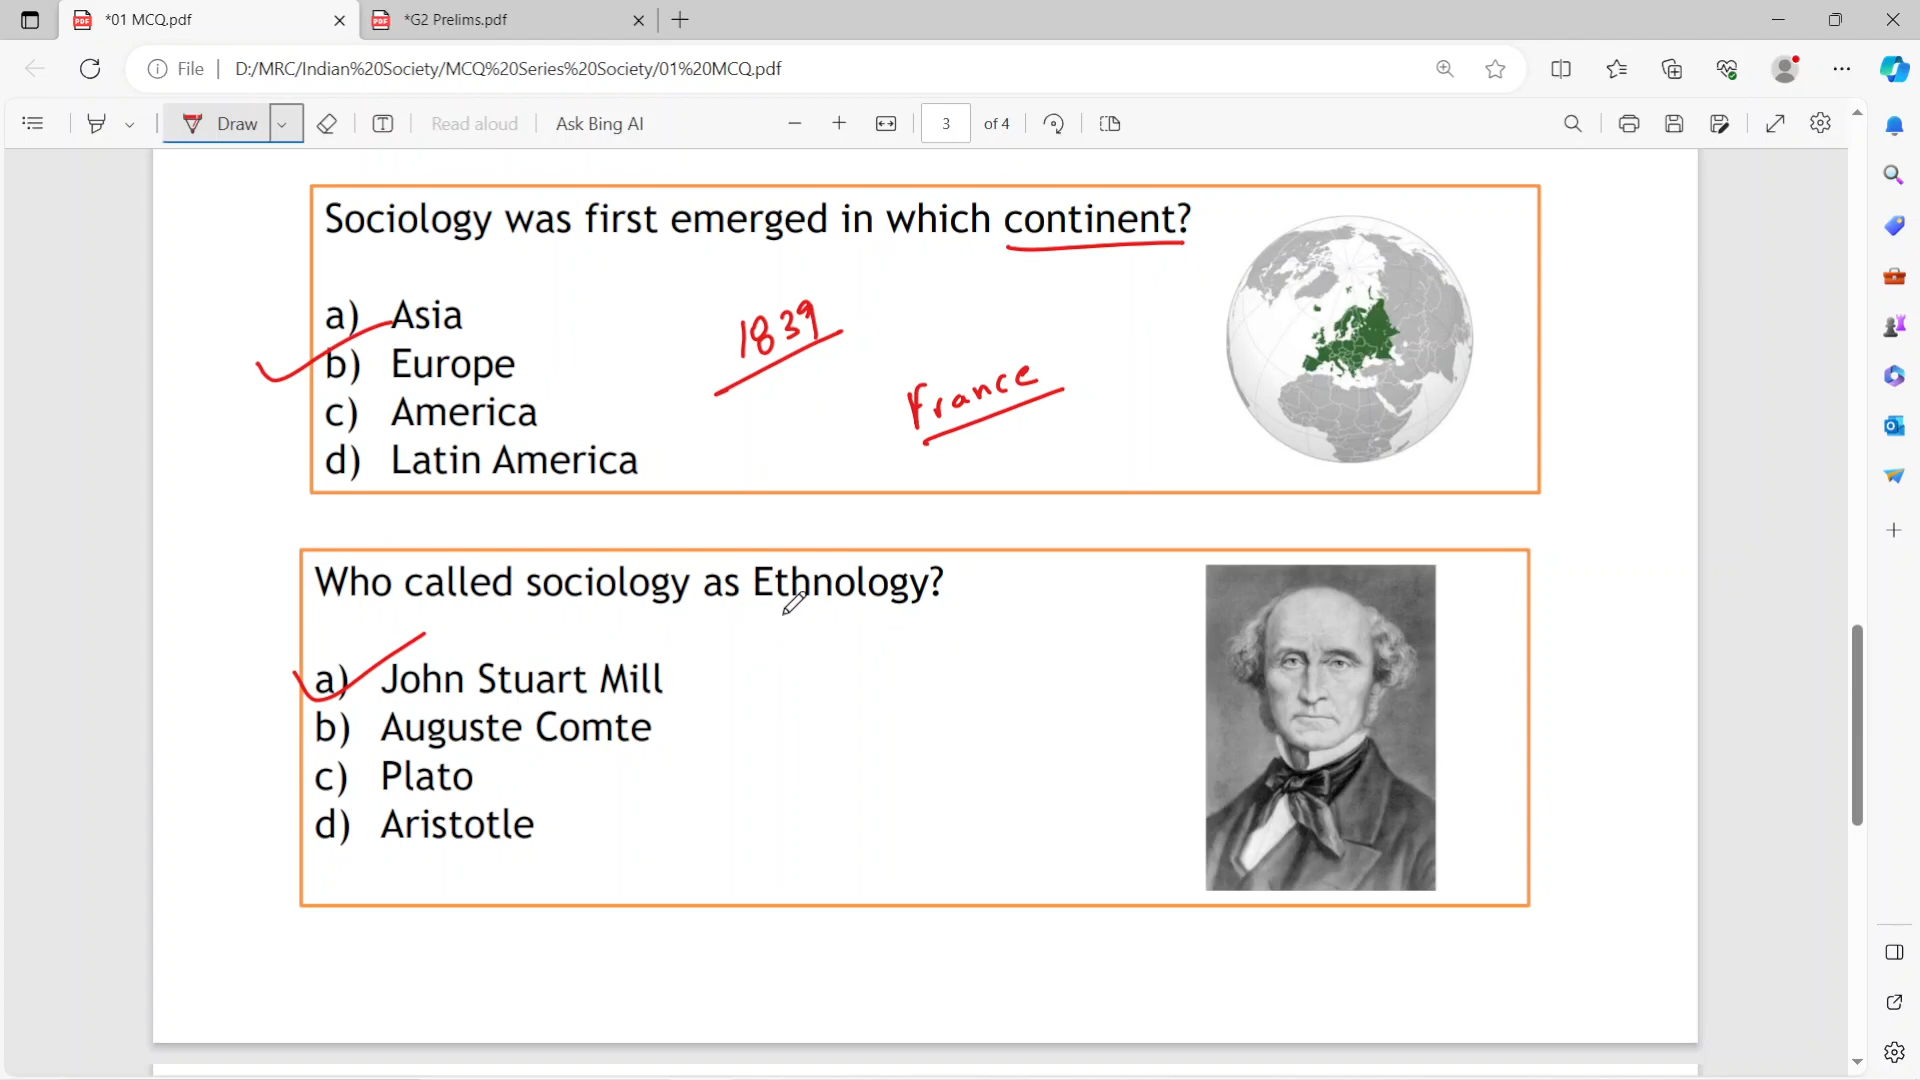 *01 MCQ.pdf
*G2 Prelims.pdf
File
D:/MRC/Indian%20Society/MCQ%20Series%20Society/01%20MCQ.pdf
Draw
Read aloud
Ask Bing AI
3
of 4
Sociology was first emerged in which continent?
a) Asia
b) Europe
c) America
d) Latin America
1839
France
Who called sociology as Ethnology?
a) John Stuart Mill
b) Auguste Comte
c) Plato
d) Aristotle